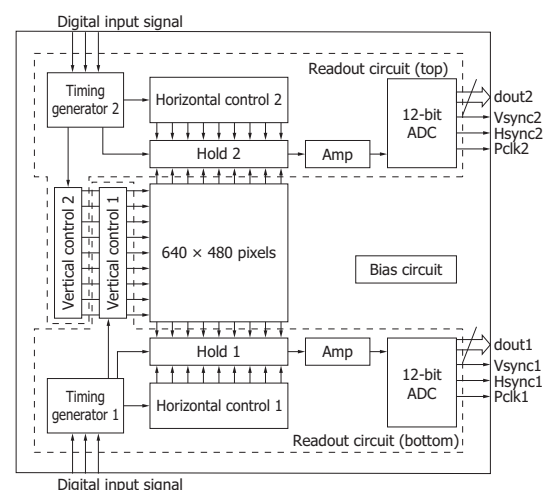 Digital input signal
Readout circuit (top)
Timing
generator 2
Horizontal control 2
12-bit
ADC
dout2
Vsync2
Hsync2
Pclk2
Hold 2
Amp
Vertical control 2
Vertical control 1
640 × 480 pixels
Bias circuit
Hold 1
Amp
12-bit
ADC
dout1
Vsync1
Hsync1
Pclk1
Timing
generator 1
Horizontal control 1
Readout circuit (bottom)
Digital input signal